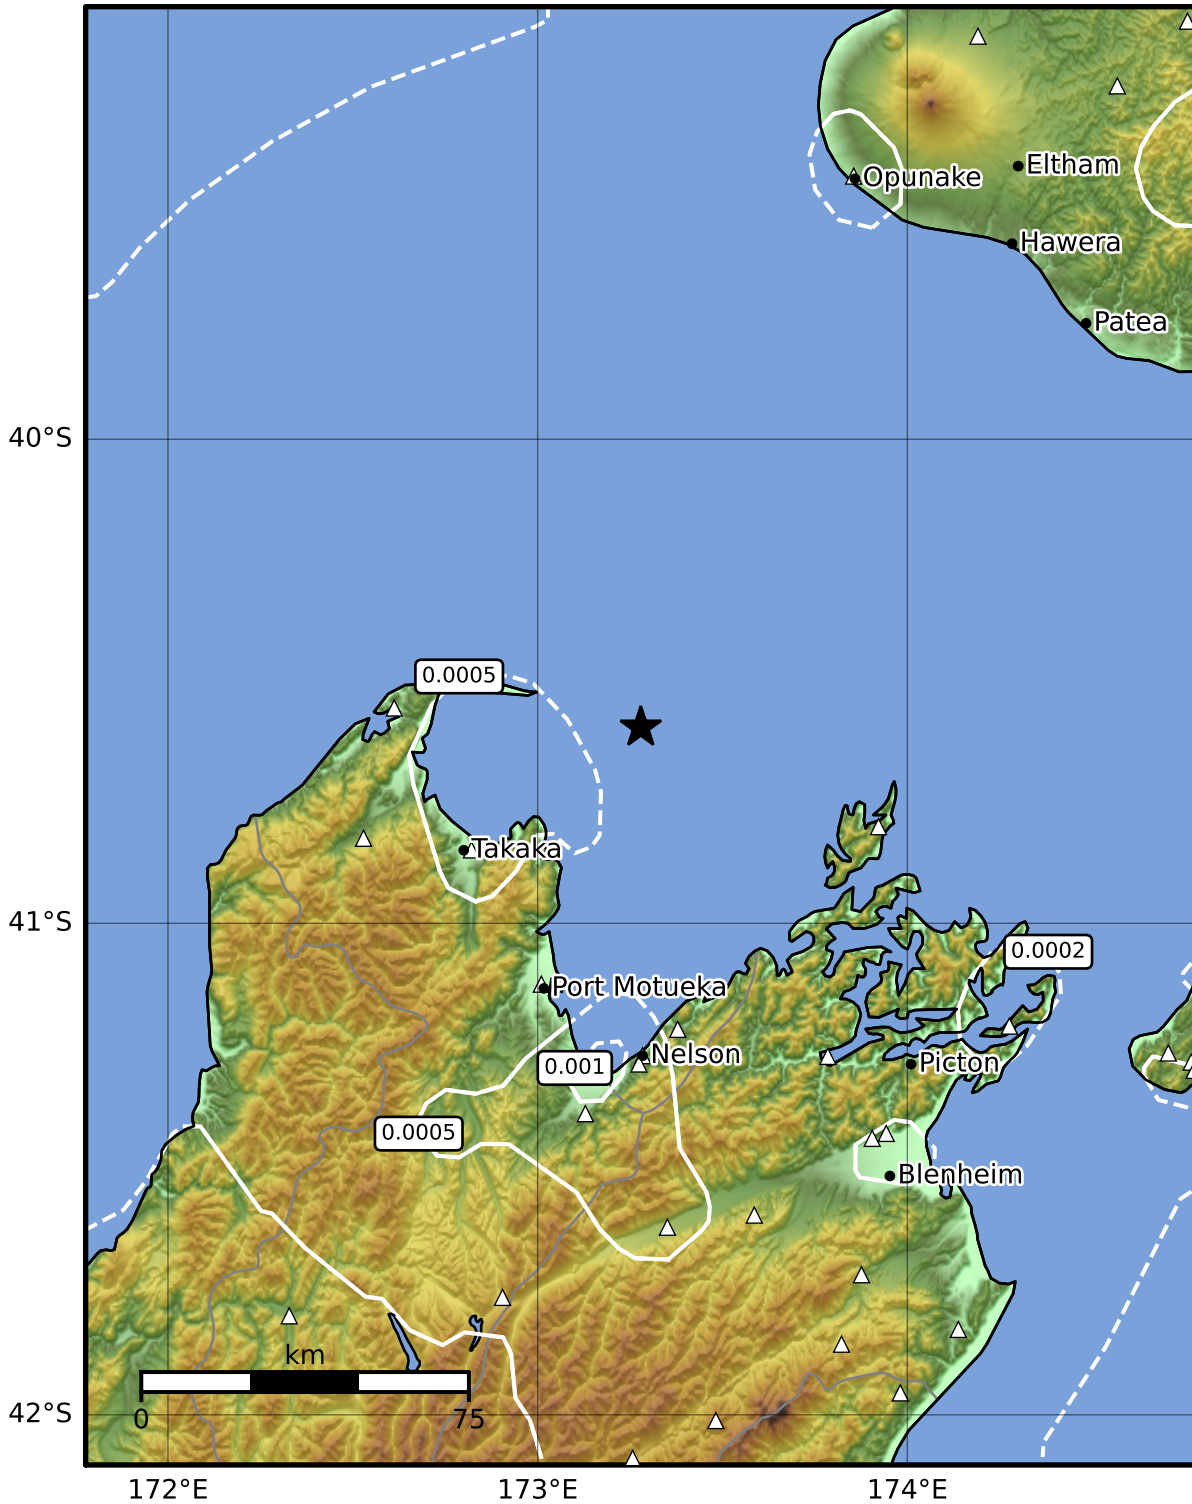 Eltham
Opunake
Hawera
Patea
40°S
0.0005
Takaka
41°S
0.0002
Port Motueka
Nelson
Picton
0.001
0.0005
Blenheim
km
0 75
42°S
172°E 173°E 174°E